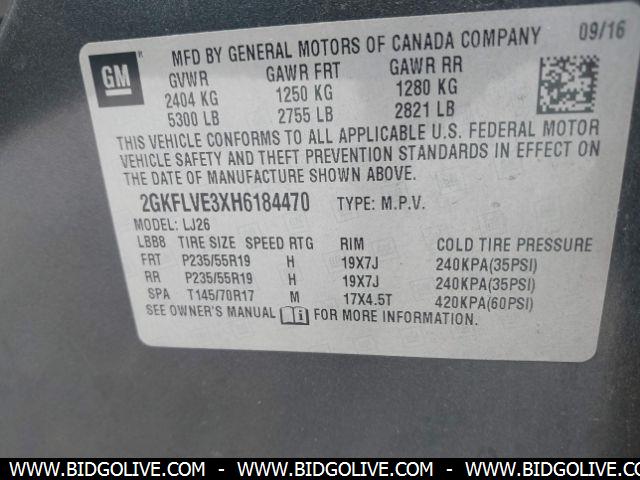 GM
MFD BY GENERAL MOTORS OF CANADA COMPANY 09/16
GVWR GAWR FRT GAWR RR
2404 KG 1250 KG 1280 KG
5300 LB 2755 LB 2821 LB
THIS VEHICLE CONFORMS TO ALL APPLICABLE U.S. FEDERAL MOTOR
VEHICLE SAFETY AND THEFT PREVENTION STANDARDS IN EFFECT ON
THE DATE OF MANUFACTURE SHOWN ABOVE.
2GKFLVE3XH6184470 TYPE: M.P.V.
MODEL: LJ26
LBB8 TIRE SIZE SPEED RTG RIM COLD TIRE PRESSURE
FRT P235/55R19 H 19X7J 240KPA(35PSI)
RR P235/55R19 H 19X7J 240KPA(35PSI)
SPA T145/70R17 M 17X4.5T 420KPA(60PSI)
SEE OWNER'S MANUAL FOR MORE INFORMATION.
WWW.BIDGOLIVE.COM - WWW.BIDGOLIVE.COM - WWW.BIDGOLIVE.COM